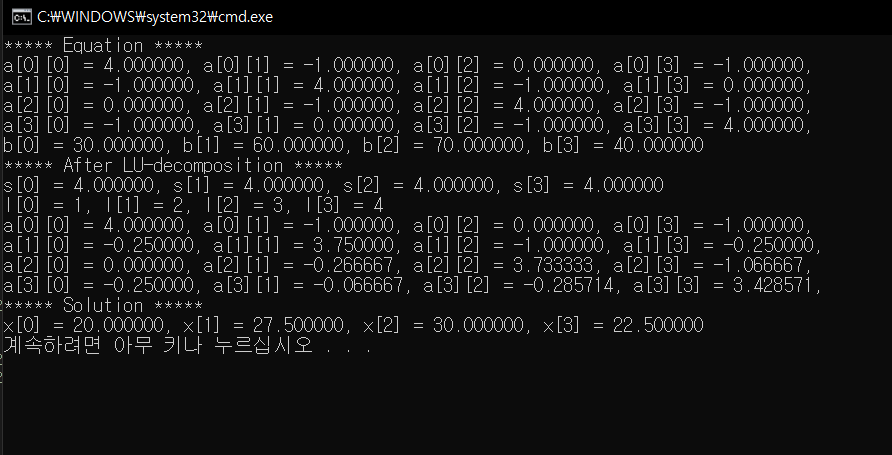 C:₩WINDOWS₩system32₩cmd.exe
***** Equation *****
a[0][0] = 4.000000, a[0][1] = -1.000000, a[0][2] = 0.000000, a[0][3] = -1.000000,
a[1][0] = -1.000000, a[1][1] = 4.000000, a[1][2] = -1.000000, a[1][3] = 0.000000,
a[2][0] = 0.000000, a[2][1] = -1.000000, a[2][2] = 4.000000, a[2][3] = -1.000000,
a[3][0] = -1.000000, a[3][1] = 0.000000, a[3][2] = -1.000000, a[3][3] = 4.000000,
b[0] = 30.000000, b[1] = 60.000000, b[2] = 70.000000, b[3] = 40.000000
***** After LU-decomposition *****
s[0] = 4.000000, s[1] = 4.000000, s[2] = 4.000000, s[3] = 4.000000
l[0] = 1, l[1] = 2, l[2] = 3, l[3] = 4
a[0][0] = 4.000000, a[0][1] = -1.000000, a[0][2] = 0.000000, a[0][3] = -1.000000,
a[1][0] = -0.250000, a[1][1] = 3.750000, a[1][2] = -1.000000, a[1][3] = -0.250000,
a[2][0] = 0.000000, a[2][1] = -0.266667, a[2][2] = 3.733333, a[2][3] = -1.066667,
a[3][0] = -0.250000, a[3][1] = -0.066667, a[3][2] = -0.285714, a[3][3] = 3.428571,
***** Solution *****
x[0] = 20.000000, x[1] = 27.500000, x[2] = 30.000000, x[3] = 22.500000
계속하려면 아무 키나 누르십시오 . . .